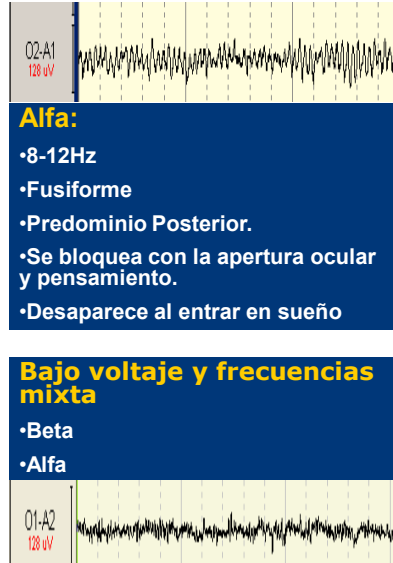 O2-A1
128 uV
Alfa:
•8-12Hz
•Fusiforme
•Predominio Posterior.
•Se bloquea con la apertura ocular
y pensamiento.
•Desaparece al entrar en sueño
Bajo voltaje y frecuencias
mixta
•Beta
•Alfa
O1-A2
128 uV